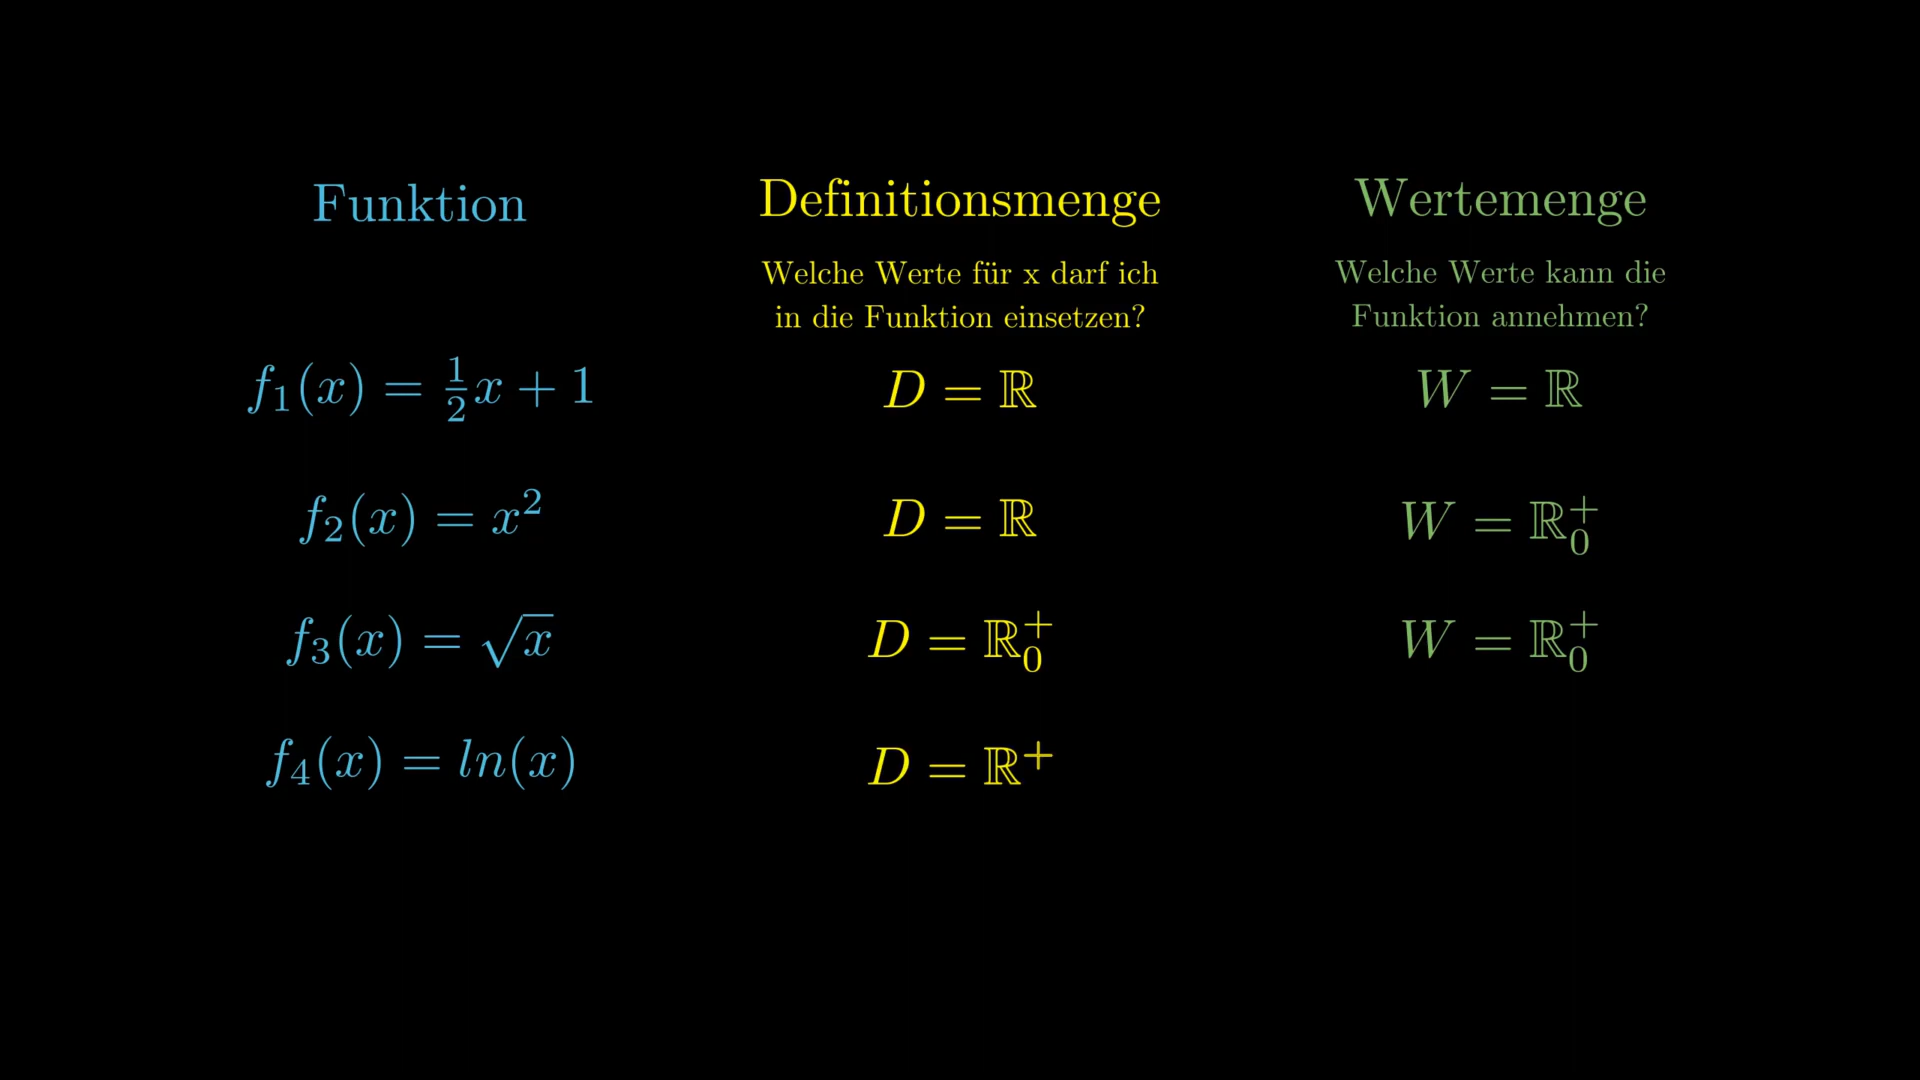 Funktion Definitionsmenge Wertemenge
Welche Werte für x darf ich Welche Werte kann die
in die Funktion einsetzen? Funktion annehmen?
f₁(x) = ½x + 1 D = ℝ W = ℝ
f₂(x) = x² D = ℝ W = ℝ₀⁺
f₃(x) = √x D = ℝ₀⁺ W = ℝ₀⁺
f₄(x) = ln(x) D = ℝ⁺